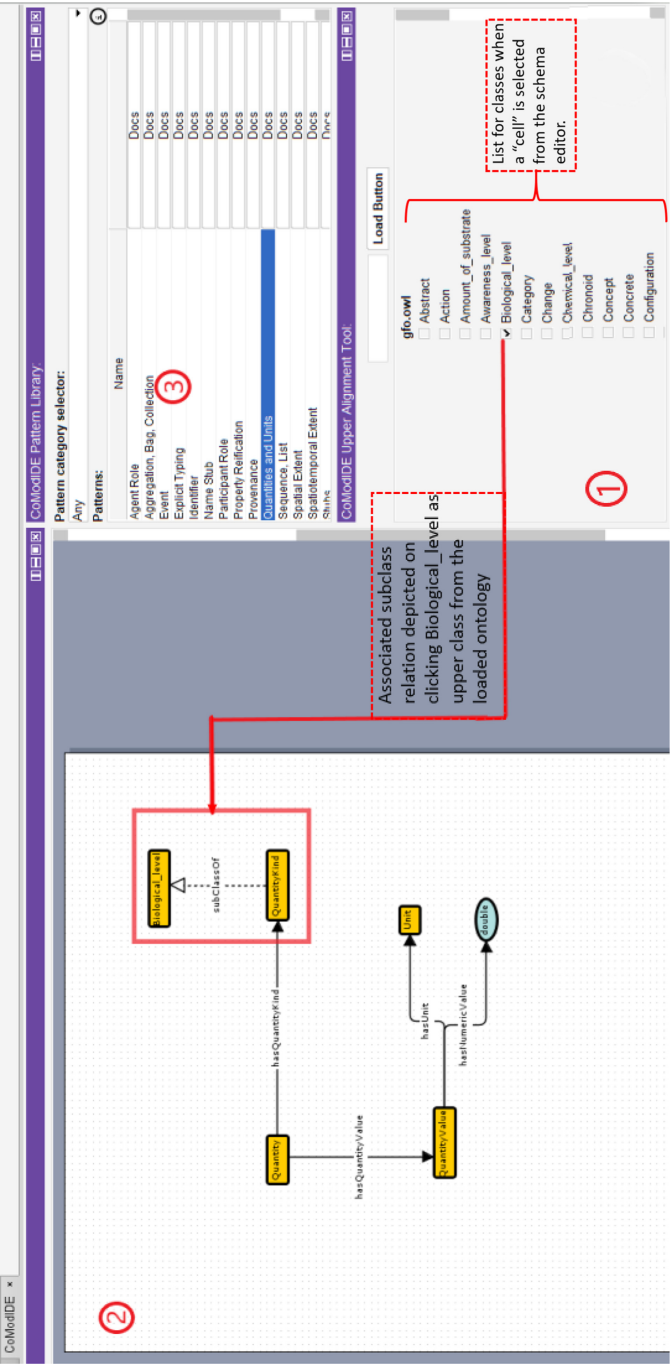 CoModIDE ×
2
Quantity
hasQuantityKind
QuantityKind
subClassOf
Biological_level
hasQuantityValue
QuantityValue
hasUnit
Unit
hasNumericValue
double
Associated subclass
relation depicted on
clicking Biological_level as
upper class from the
loaded ontology
CoModIDE Pattern Library:
Pattern category selector:
Any
Patterns:
Name
Agent Role Docs
Aggregation, Bag, Collection Docs
Event Docs
Explicit Typing Docs
Identifier Docs
Name Stub Docs
Participant Role Docs
Property Reification Docs
Provenance Docs
Quantities and Units Docs
Sequence, List Docs
Spatial Extent Docs
Spatiotemporal Extent Docs
Stubs Docs
3
CoModIDE Upper Alignment Tool:
Load Button
gfo.owl
Abstract
Action
Amount_of_substrate
Awareness_level
Biological_level
Category
Change
Chemical_level
Chronoid
Concept
Concrete
Configuration
1
List for classes when
a “cell” is selected
from the schema
editor.